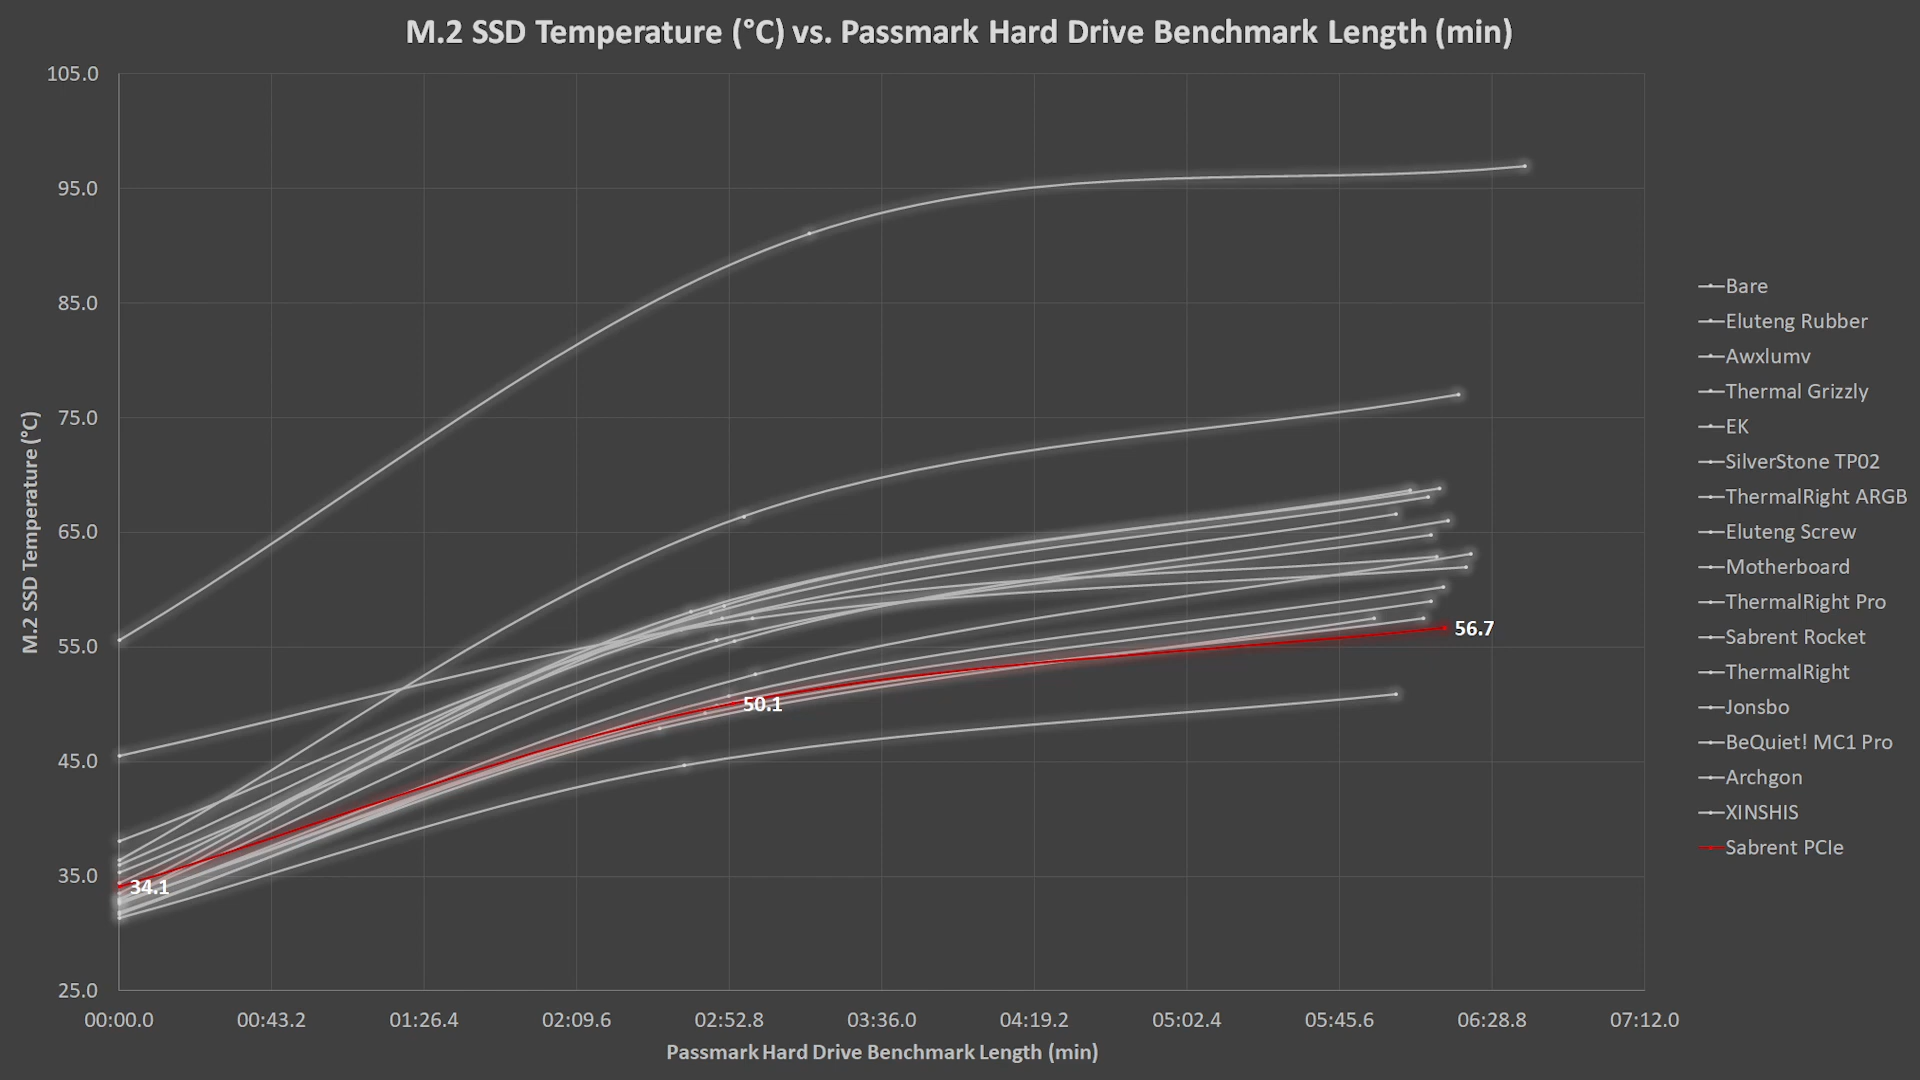 M.2 SSD Temperature (°C) vs. Passmark Hard Drive Benchmark Length (min)
105.0
95.0
85.0
75.0
65.0
55.0
45.0
35.0
25.0
M.2 SSD Temperature (°C)
34.1
50.1
56.7
00:00.0 00:43.2 01:26.4 02:09.6 02:52.8 03:36.0 04:19.2 05:02.4 05:45.6 06:28.8 07:12.0
Passmark Hard Drive Benchmark Length (min)
Bare
Eluteng Rubber
Awxlumv
Thermal Grizzly
EK
SilverStone TP02
ThermalRight ARGB
Eluteng Screw
Motherboard
ThermalRight Pro
Sabrent Rocket
ThermalRight
Jonsbo
BeQuiet! MC1 Pro
Archgon
XINSHIS
Sabrent PCIe